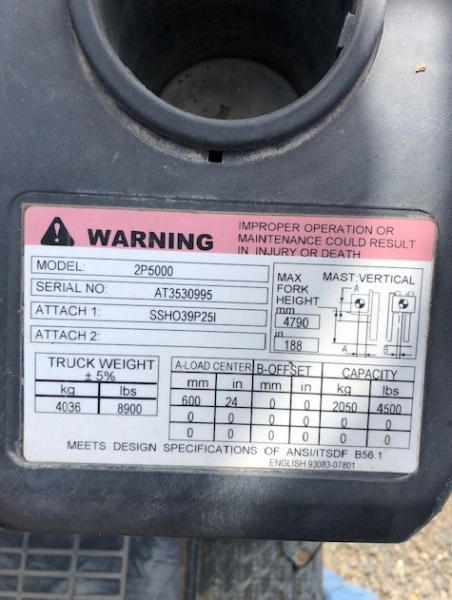 WARNING
IMPROPER OPERATION OR
MAINTENANCE COULD RESULT
IN INJURY OR DEATH
MODEL: 2P5000
SERIAL NO: AT3530995
ATTACH 1: SSHO39P25I
ATTACH 2:
MAX
FORK
HEIGHT
mm
4790
in
188
MAST:VERTICAL
A
A B
TRUCK WEIGHT
± 5%
kg lbs
4036 8900
A-LOAD CENTER B-OFFSET CAPACITY
mm in mm in kg lbs
600 24 0 0 2050 4500
0 0 0 0 0 0
0 0 0 0 0 0
MEETS DESIGN SPECIFICATIONS OF ANSI/ITSDF B56.1
ENGLISH 93083-07801